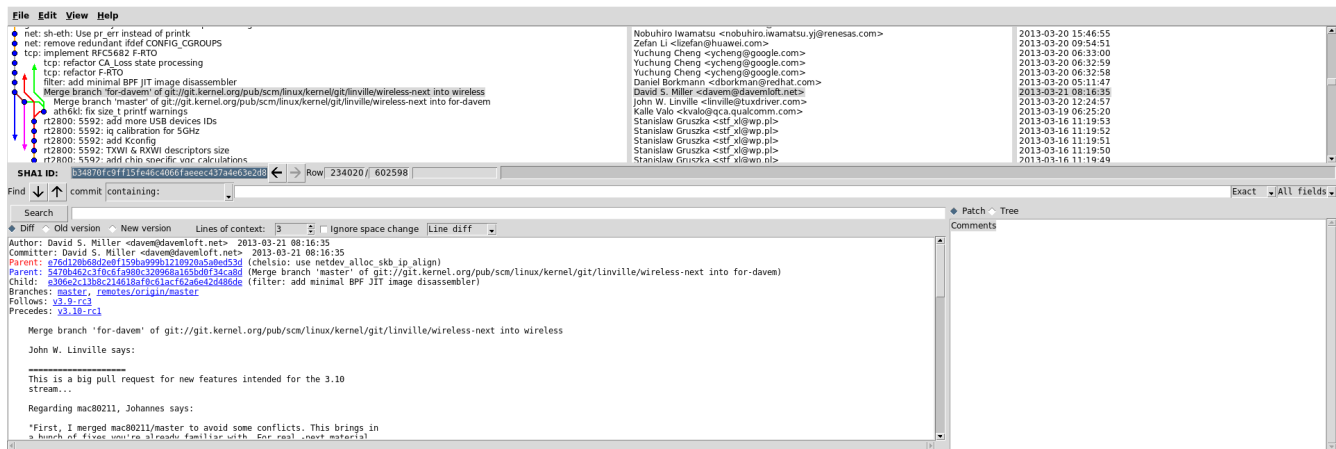 File Edit View Help
net: sh-eth: Use pr_err instead of printk Nobuhiro Iwamatsu <nobuhiro.iwamatsu.yj@renesas.com> 2013-03-20 15:46:55
net: remove redundant ifdef CONFIG_CGROUPS Zefan Li <lizefan@huawei.com> 2013-03-20 09:54:51
tcp: implement RFC5682 F-RTO Yuchung Cheng <ycheng@google.com> 2013-03-20 06:33:00
tcp: refactor CA_Loss state processing Yuchung Cheng <ycheng@google.com> 2013-03-20 06:32:59
tcp: refactor F-RTO Yuchung Cheng <ycheng@google.com> 2013-03-20 06:32:58
filter: add minimal BPF JIT image disassembler Daniel Borkmann <dborkman@redhat.com> 2013-03-20 05:11:47
Merge branch 'for-davem' of git://git.kernel.org/pub/scm/linux/kernel/git/linville/wireless-next into wireless David S. Miller <davem@davemloft.net> 2013-03-21 08:16:35
Merge branch 'master' of git://git.kernel.org/pub/scm/linux/kernel/git/linville/wireless-next into for-davem John W. Linville <linville@tuxdriver.com> 2013-03-20 12:24:57
ath6kl: fix size_t printf warnings Kalle Valo <kvalo@qca.qualcomm.com> 2013-03-19 06:25:20
rt2800: 5592: add more USB devices IDs Stanislaw Gruszka <stf_xl@wp.pl> 2013-03-16 11:19:53
rt2800: 5592: iq calibration for 5GHz Stanislaw Gruszka <stf_xl@wp.pl> 2013-03-16 11:19:52
rt2800: 5592: add Kconfig Stanislaw Gruszka <stf_xl@wp.pl> 2013-03-16 11:19:51
rt2800: 5592: TXWI & RXWI descriptors size Stanislaw Gruszka <stf_xl@wp.pl> 2013-03-16 11:19:50
rt2800: 5592: add chip specific vgc calculations Stanislaw Gruszka <stf_xl@wp.pl> 2013-03-16 11:19:49
SHA1 ID: b34870fc9ff15fe46c4066faeeec437a4e63e2d8 Row 234020 / 602598
Find commit containing: Exact All fields
Search Patch Tree
Diff Old version New version Lines of context: 3 Ignore space change Line diff Comments
Author: David S. Miller <davem@davemloft.net> 2013-03-21 08:16:35
Committer: David S. Miller <davem@davemloft.net> 2013-03-21 08:16:35
Parent: e76d120b68d2e0f159ba999b1210920a5a0ed53d (chelsio: use netdev_alloc_skb_ip_align)
Parent: 5470b462c3f0c6fa980c320968a165bd0f34ca8d (Merge branch 'master' of git://git.kernel.org/pub/scm/linux/kernel/git/linville/wireless-next into for-davem)
Child: e306e2c13b8c214618af0c61acf62a6e42d486de (filter: add minimal BPF JIT image disassembler)
Branches: master, remotes/origin/master
Follows: v3.9-rc3
Precedes: v3.10-rc1
Merge branch 'for-davem' of git://git.kernel.org/pub/scm/linux/kernel/git/linville/wireless-next into wireless
John W. Linville says:
====================
This is a big pull request for new features intended for the 3.10
stream...
Regarding mac80211, Johannes says:
"First, I merged mac80211/master to avoid some conflicts. This brings in
a bunch of fixes you're already familiar with. For real -next material